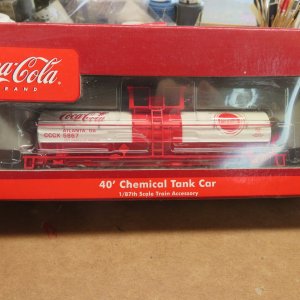 Coca-Cola
BRAND
Coca-Cola
ATLANTA, GA
CCCX 5867
40' Chemical Tank Car
1/87th Scale Train Accessory